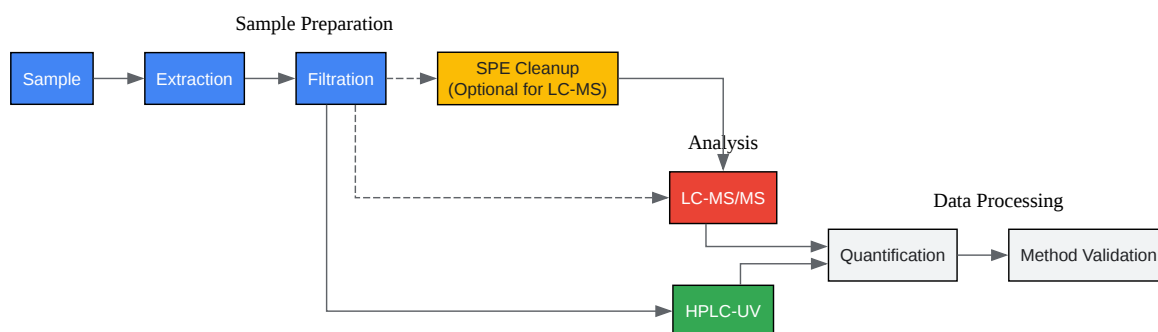 Sample Preparation
Sample
Extraction
Filtration
SPE Cleanup
(Optional for LC-MS)
Analysis
LC-MS/MS
Data Processing
Quantification
Method Validation
HPLC-UV